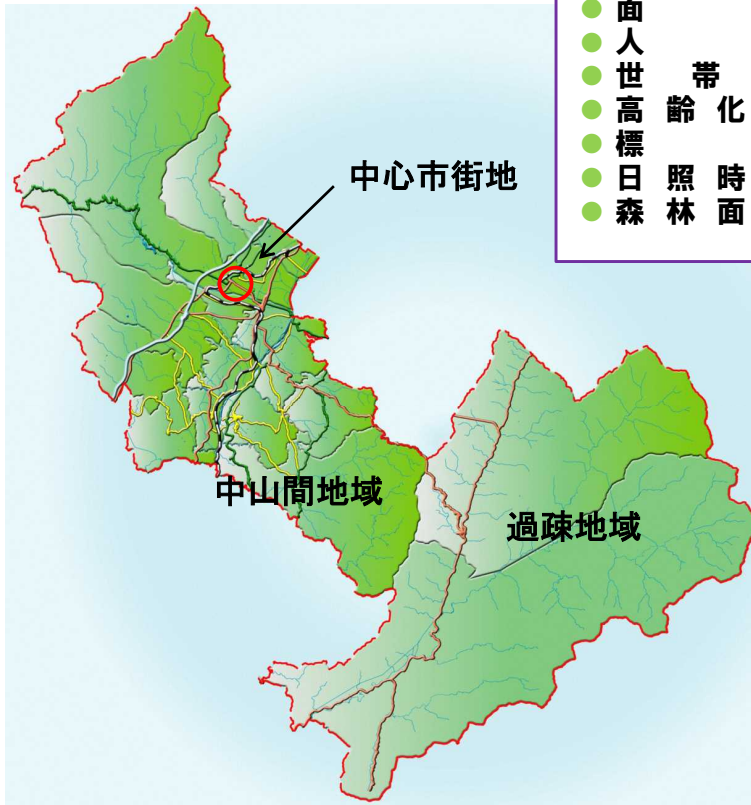 面
人
世帯
高齢化
標
日照時
森林面
中心市街地
中山間地域
過疎地域